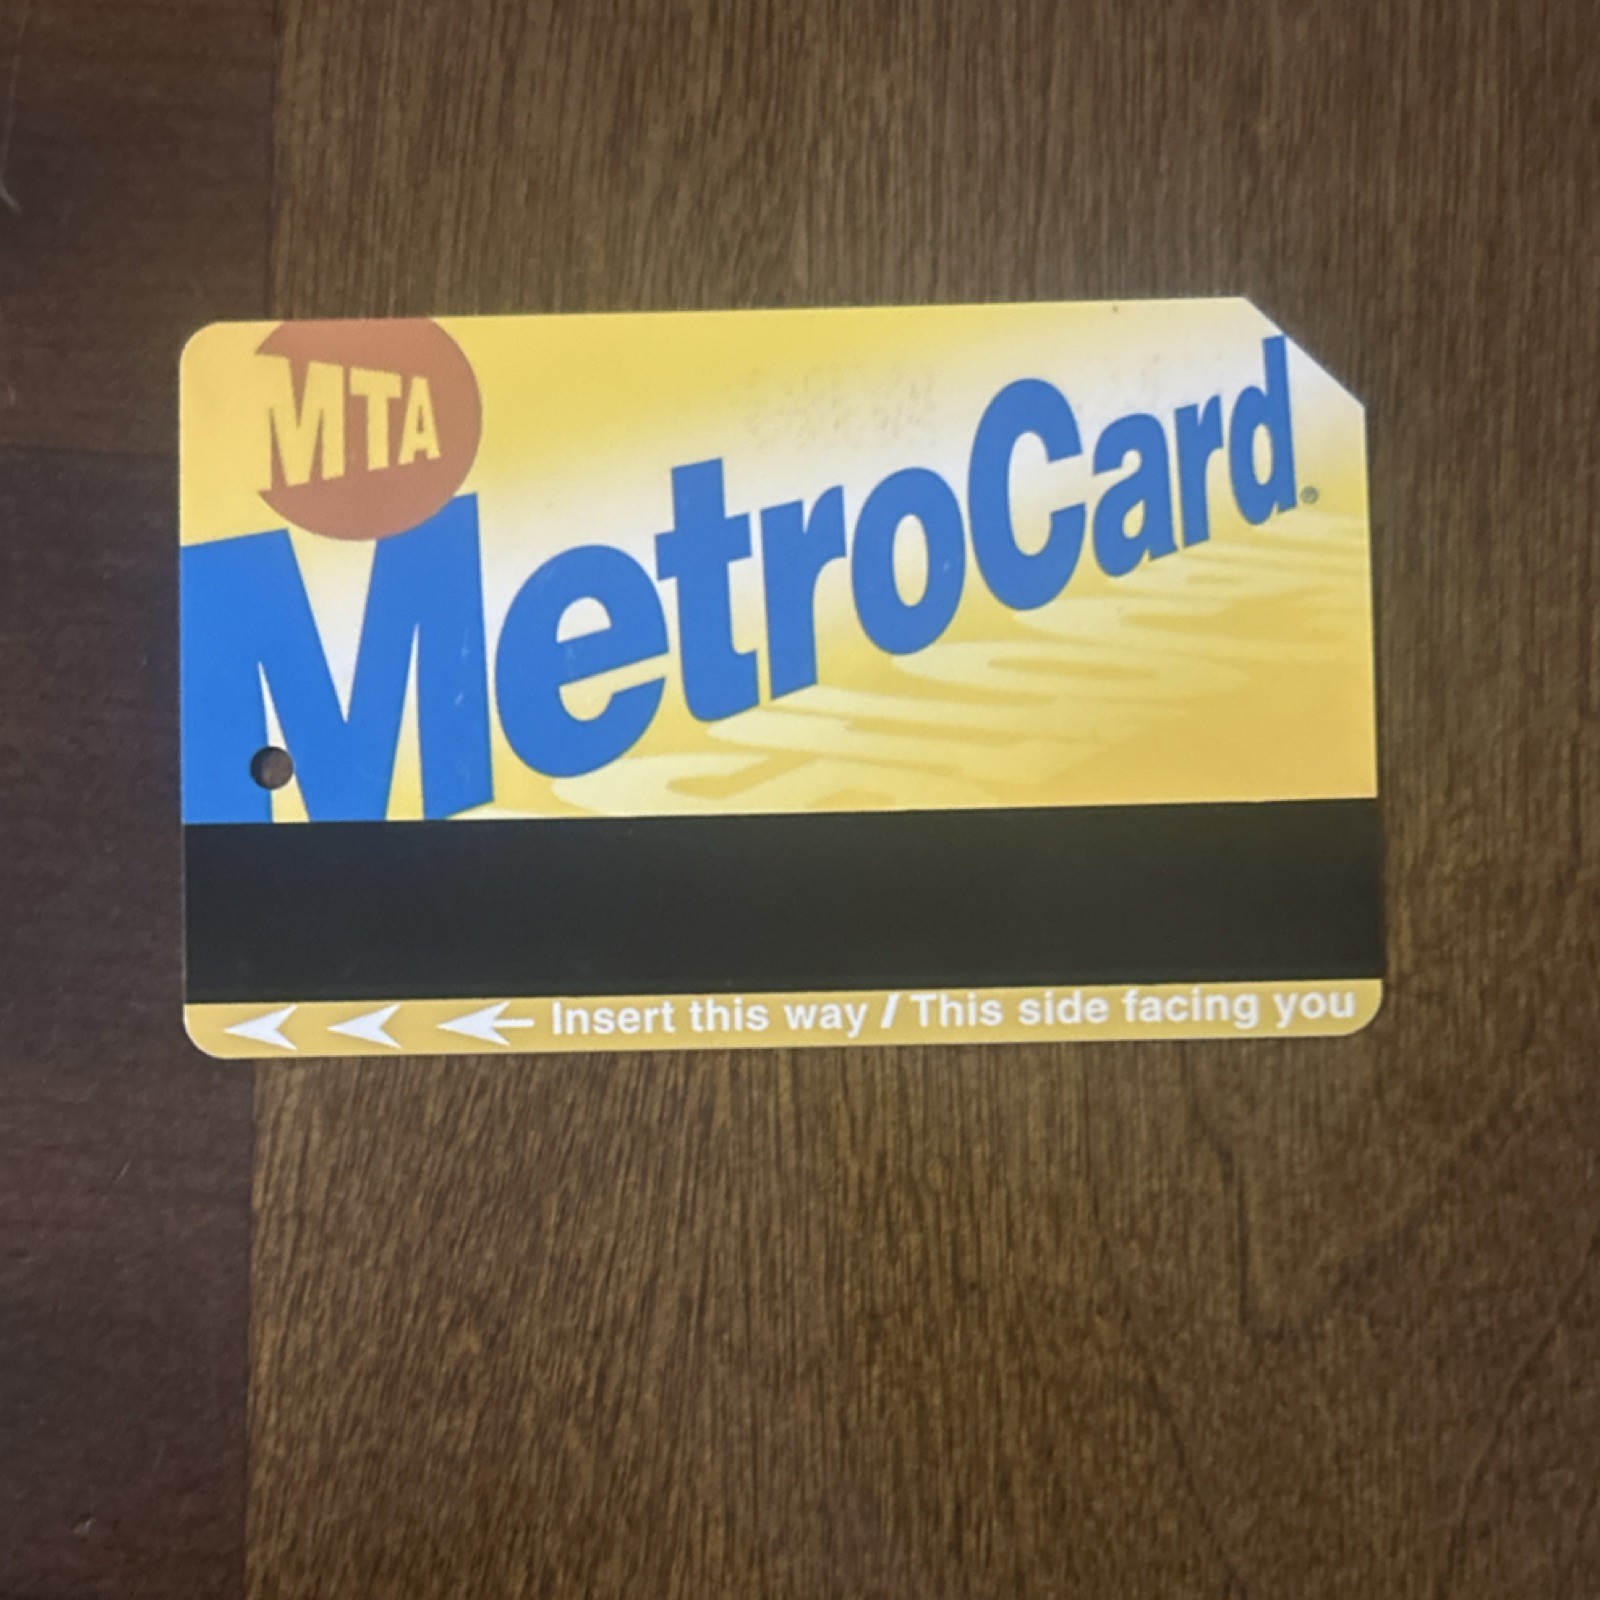 MTA
MetroCard®
Insert this way / This side facing you